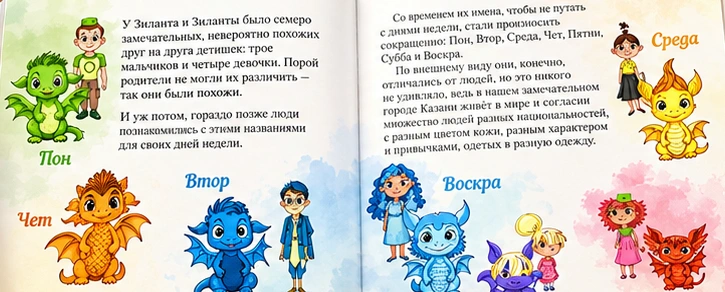 У Зиланта и Зиланты было семеро
замечательных, невероятно похожих
друг на друга детишек: трое
мальчиков и четыре девочки. Порой
родители не могли их различить —
так они были похожи.
И уж потом, гораздо позже люди
познакомились с этими названиями
для своих дней недели.
Пон
Чет
Втор
Со временем их имена, чтобы не путать
с днями недели, стали произносить
сокращённо: Пон, Втор, Среда, Чет, Пятни,
Субба и Воскра.
По внешнему виду они, конечно,
отличались от людей, но это никого
не удивляло, ведь в нашем замечательном
городе Казани живёт в мире и согласии
множество людей разных национальностей,
с разным цветом кожи, разным характером
и привычками, одетых в разную одежду.
Среда
Воскра